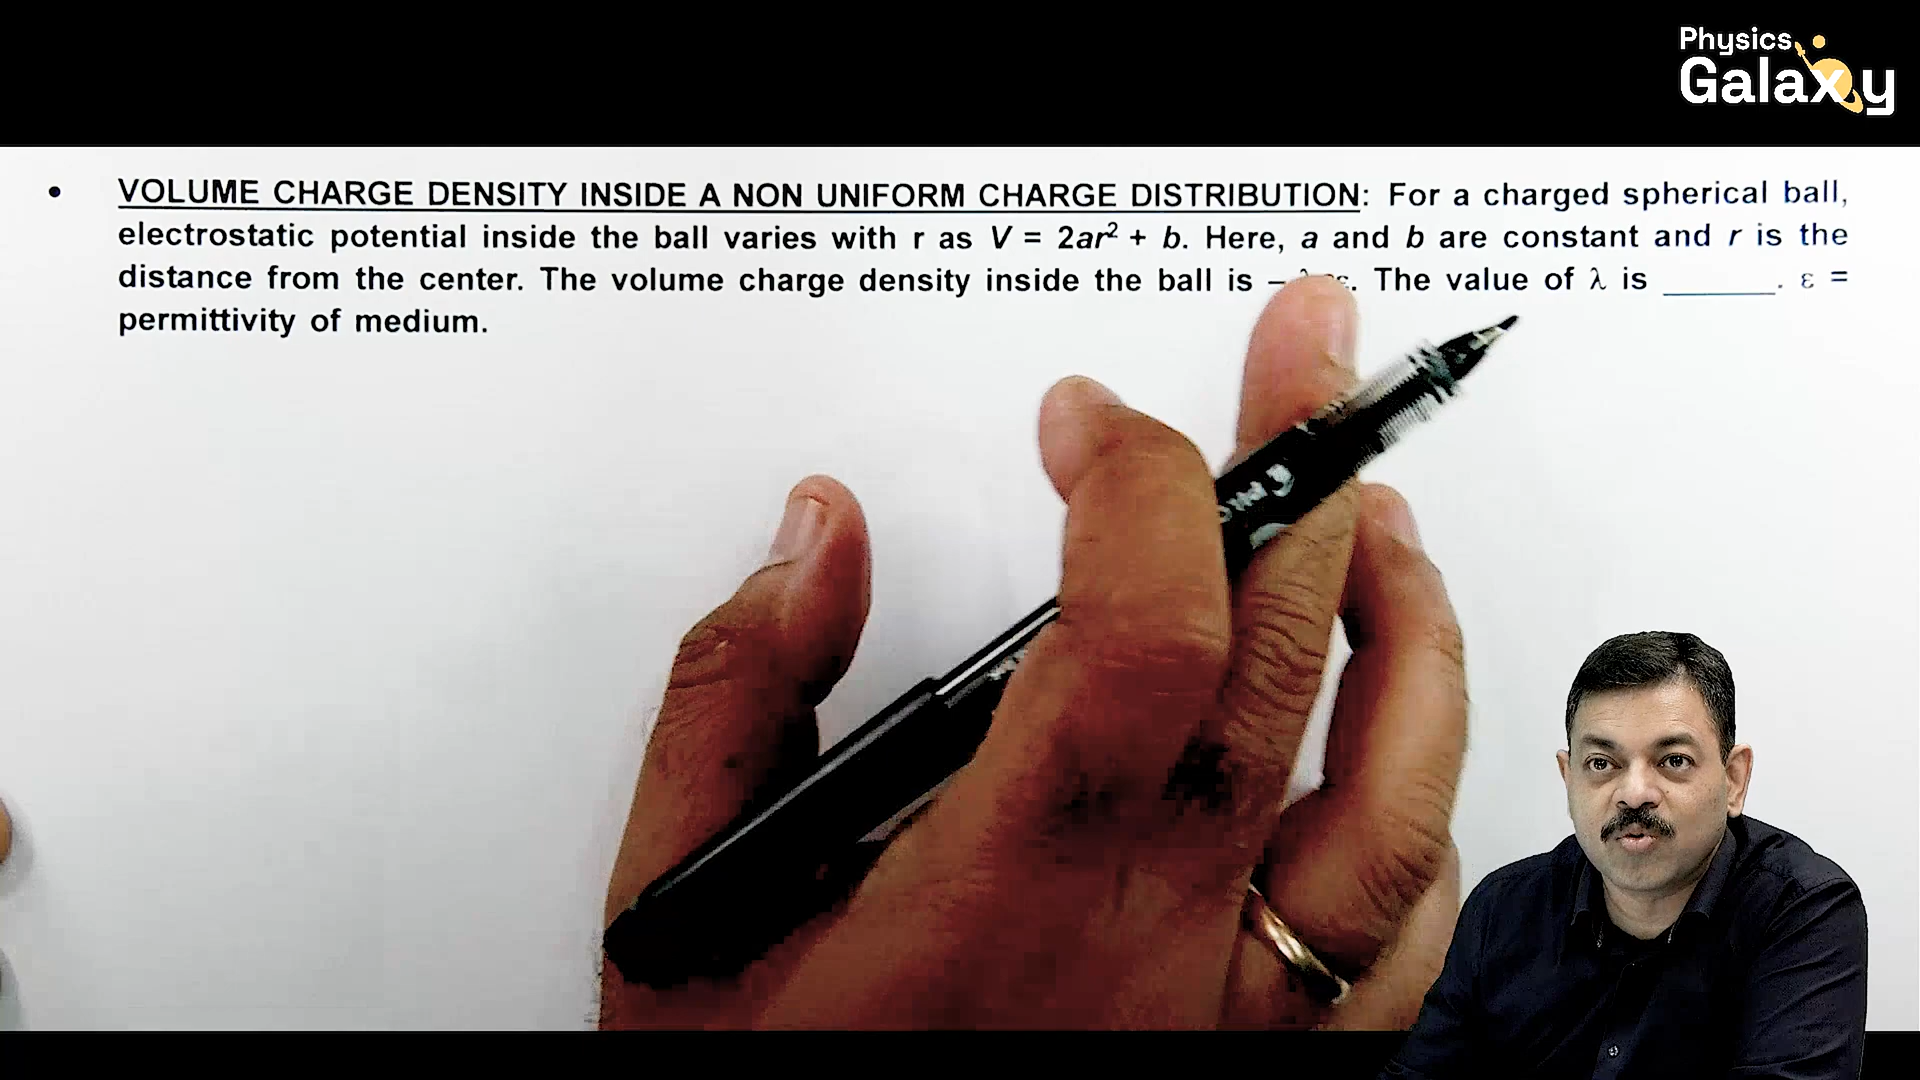 Physics
Galaxy
• VOLUME CHARGE DENSITY INSIDE A NON UNIFORM CHARGE DISTRIBUTION: For a charged spherical ball,
electrostatic potential inside the ball varies with r as V = 2ar² + b. Here, a and b are constant and r is the
distance from the center. The volume charge density inside the ball is – . The value of λ is ______. ε =
permittivity of medium.